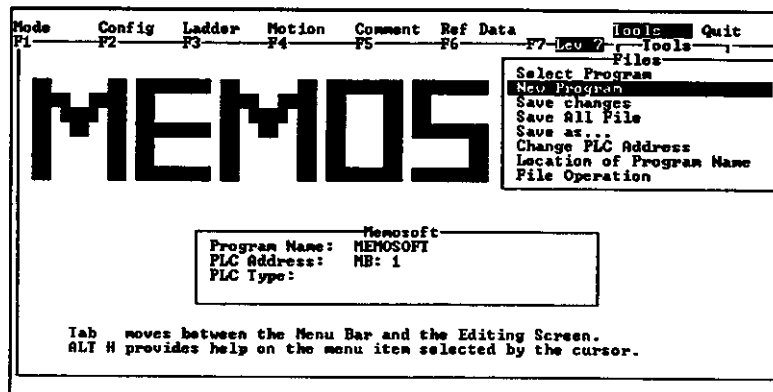 Mode Config Ladder Motion Comment Ref Data Tools Quit
F1 F2 F3 F4 F5 F6 F7 Lev ? Tools
Files
Select Program
New Program
Save changes
Save All File
Save as...
Change PLC Address
Location of Program Name
File Operation
MEMOS
Memosoft
Program Name: MEMOSOFT
PLC Address: MB: 1
PLC Type:
Tab moves between the Menu Bar and the Editing Screen.
ALT H provides help on the menu item selected by the cursor.